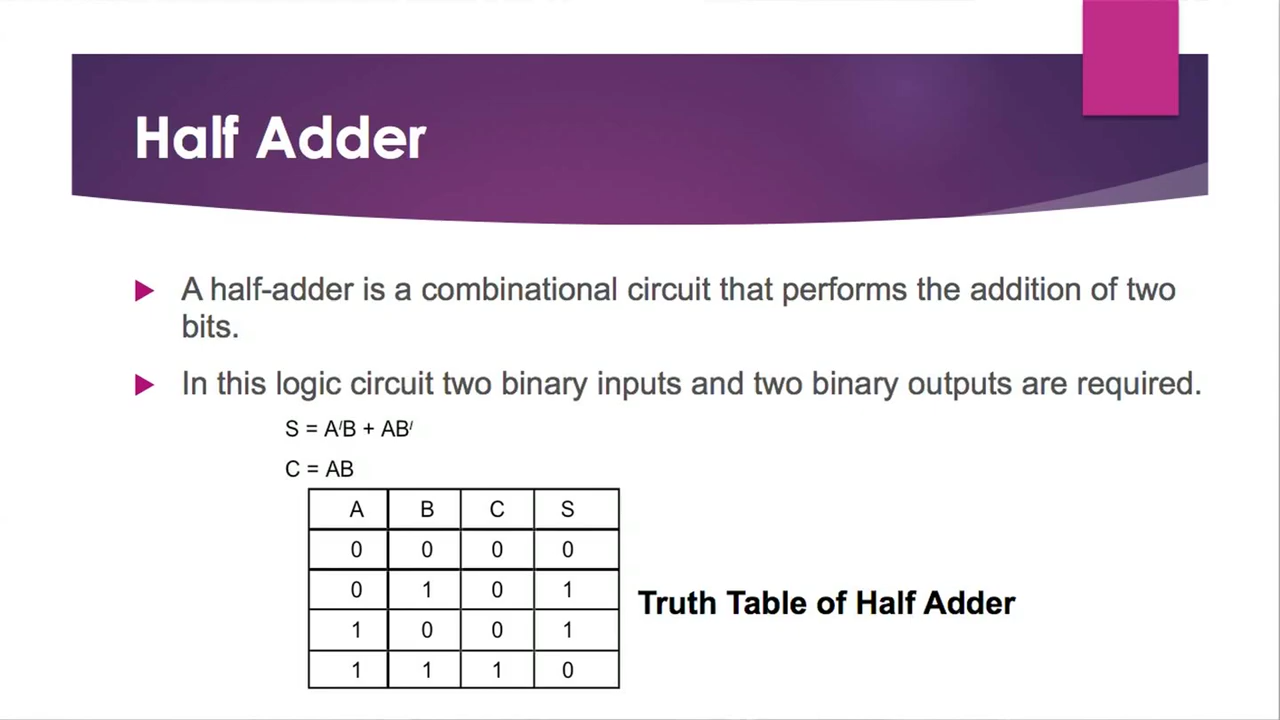 Half Adder
A half-adder is a combinational circuit that performs the addition of two
bits.
In this logic circuit two binary inputs and two binary outputs are required.
S = A/B + AB/
C = AB
A B C S
0 0 0 0
0 1 0 1
1 0 0 1
1 1 1 0
Truth Table of Half Adder